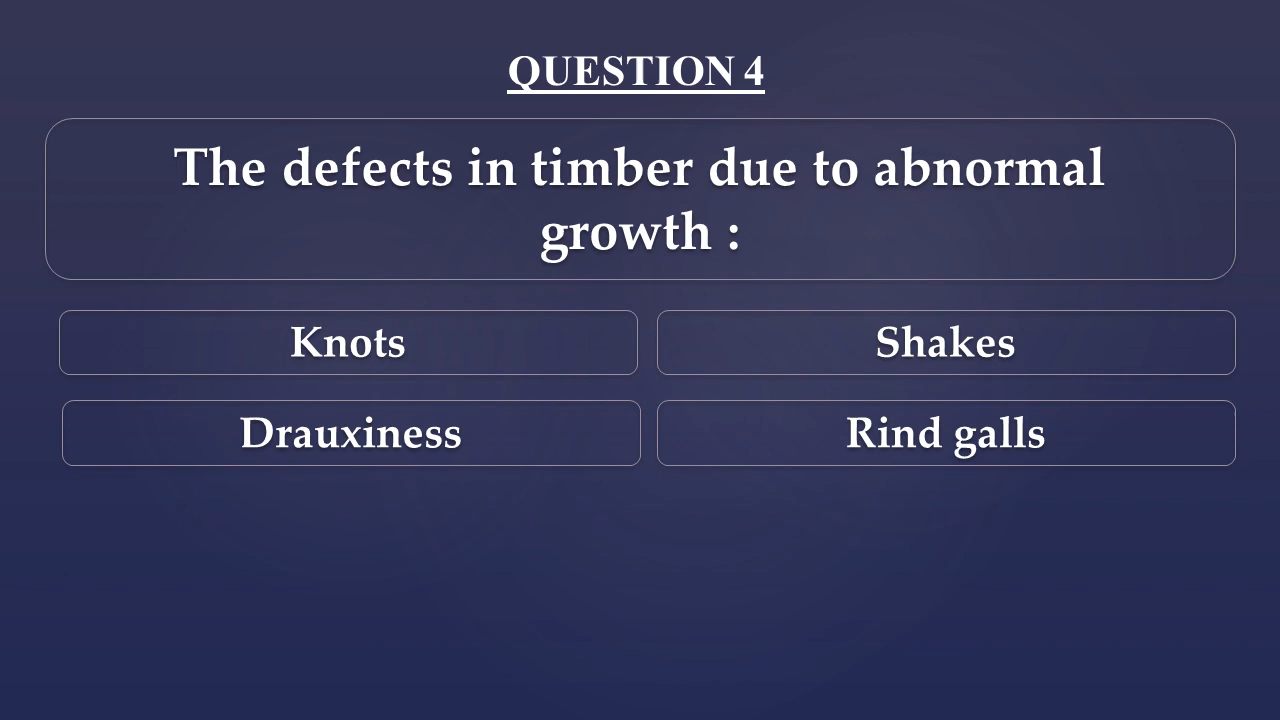 QUESTION 4
The defects in timber due to abnormal
growth :
Knots
Shakes
Drauxiness
Rind galls